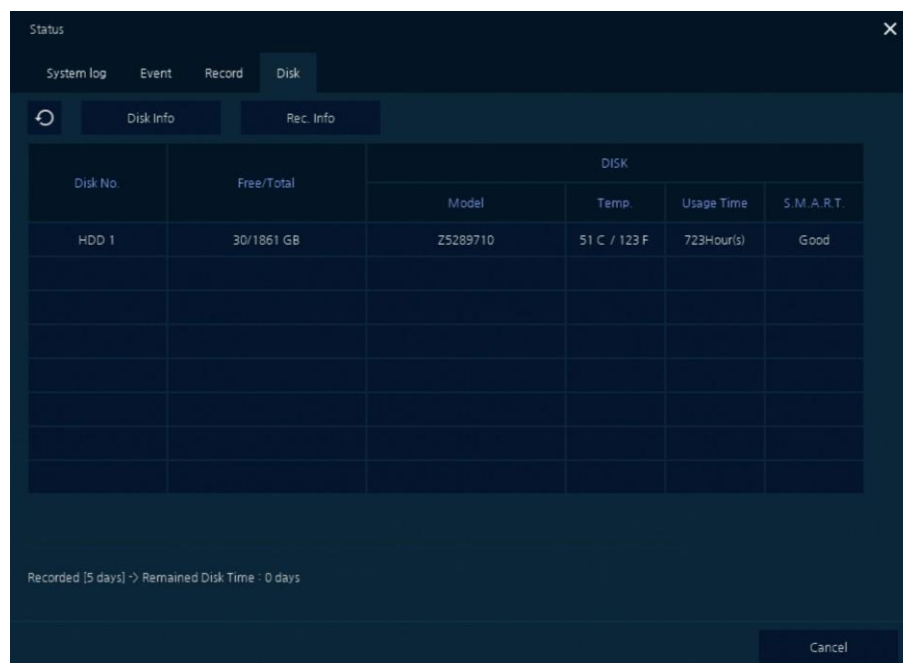 Status
System log Event Record Disk
Disk Info Rec. Info
Disk No. Free/Total DISK
Model Temp. Usage Time S.M.A.R.T.
HDD 1 30/1861 GB Z5289710 51 C / 123 F 723Hour(s) Good
Recorded [5 days] -> Remained Disk Time : 0 days
Cancel